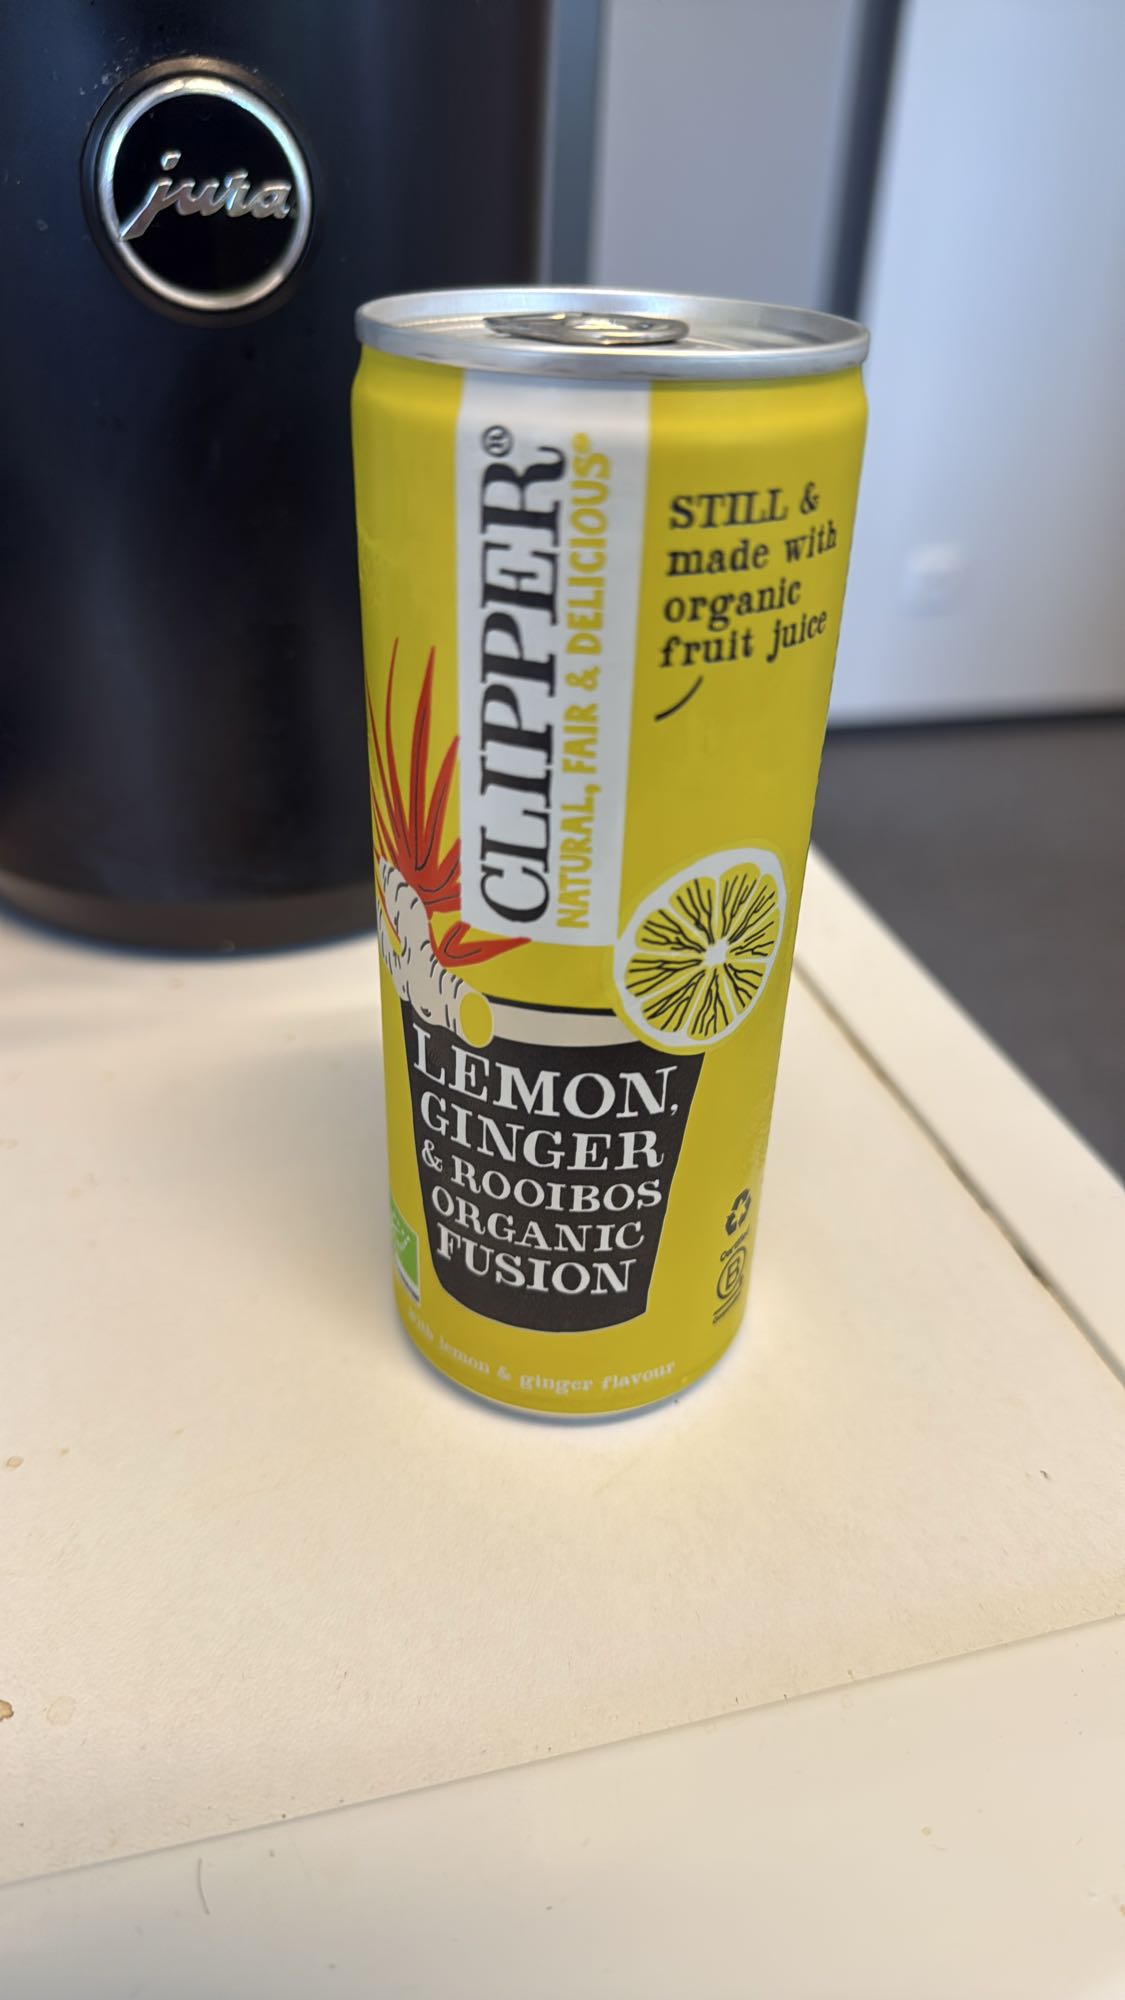 jura
CLIPPER®
NATURAL, FAIR & DELICIOUS®
STILL &
made with
organic
fruit juice
LEMON,
GINGER
& ROOIBOS
ORGANIC
FUSION
with lemon & ginger flavour
Certified
B